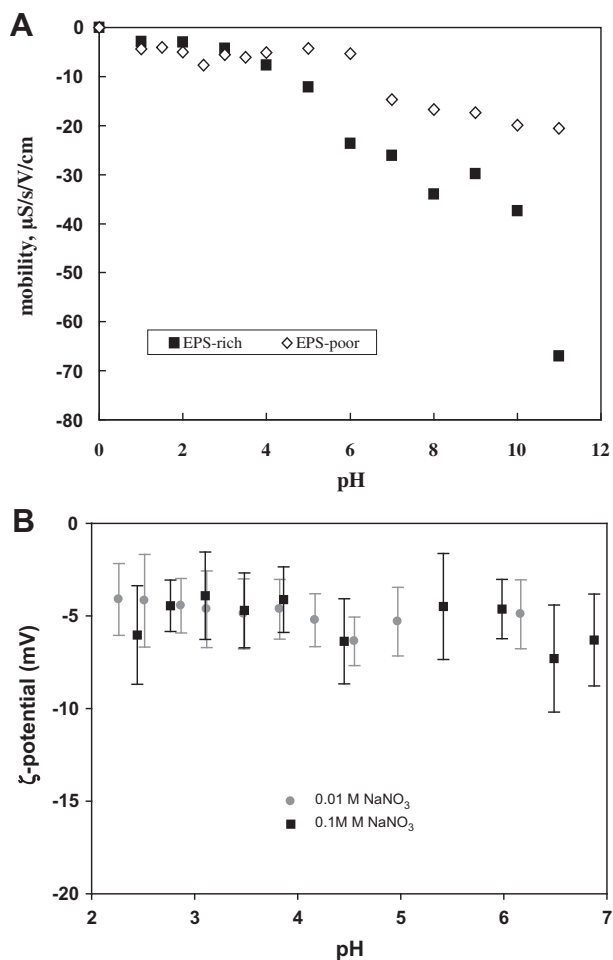 A
0
-10
-20
-30
-40
-50
-60
-70
-80
mobility, µS/s/V/cm
EPS-rich EPS-poor
0 2 4 6 8 10 12
pH
B
0
-5
-10
-15
-20
ζ-potential (mV)
0.01 M NaNO₃
0.1M M NaNO₃
2 3 4 5 6 7
pH